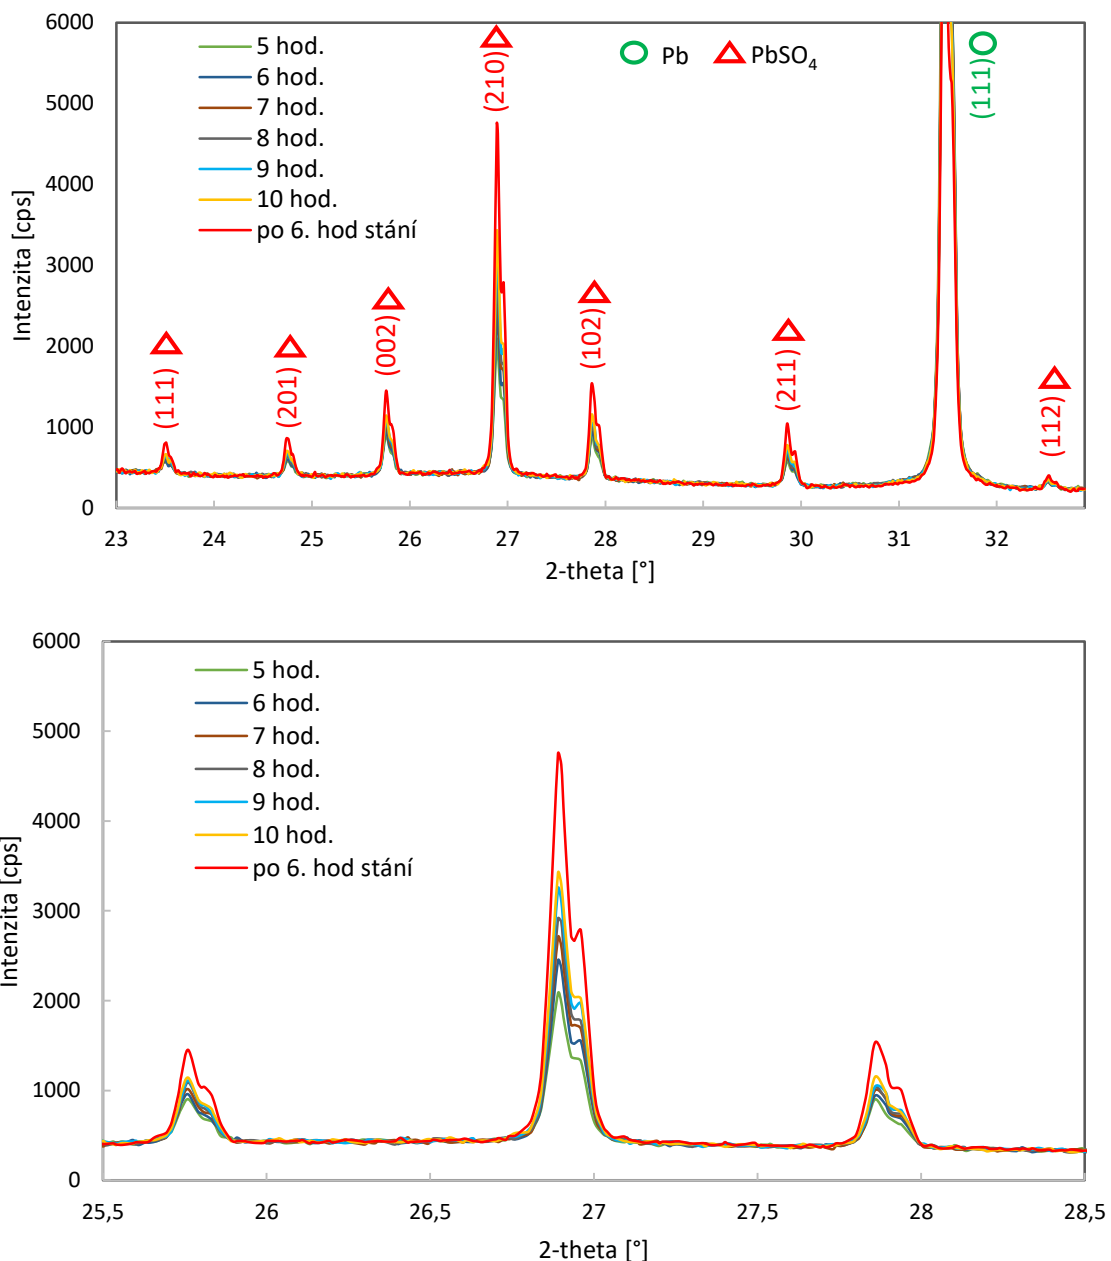 6000
5000
4000
3000
2000
1000
0
Intenzita [cps]
5 hod.
6 hod.
7 hod.
8 hod.
9 hod.
10 hod.
po 6. hod stání
Pb
PbSO4
(111)
(201)
(002)
(210)
(102)
(211)
(111)
(112)
23 24 25 26 27 28 29 30 31 32
2-theta [°]
6000
5000
4000
3000
2000
1000
0
Intenzita [cps]
5 hod.
6 hod.
7 hod.
8 hod.
9 hod.
10 hod.
po 6. hod stání
25,5 26 26,5 27 27,5 28 28,5
2-theta [°]